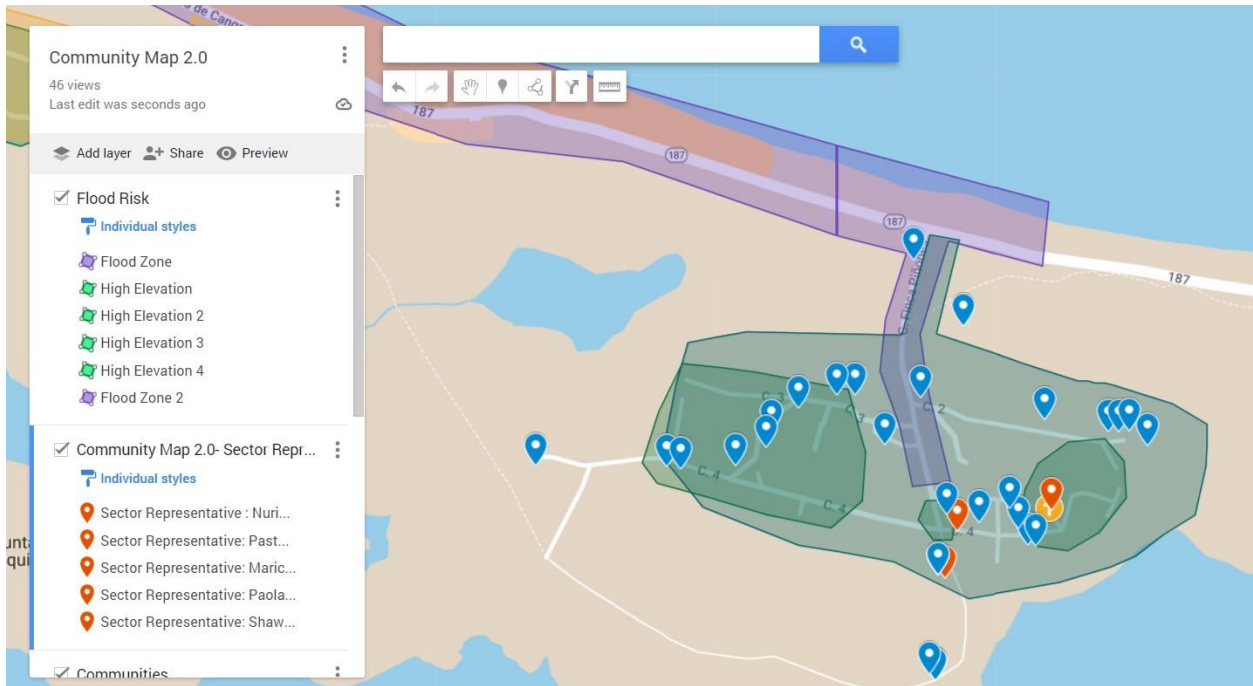 Community Map 2.0
46 views
Last edit was seconds ago
Add layer Share Preview
Flood Risk
Individual styles
Flood Zone
High Elevation
High Elevation 2
High Elevation 3
High Elevation 4
Flood Zone 2
Community Map 2.0- Sector Repr...
Individual styles
Sector Representative : Nuri...
Sector Representative: Past...
Sector Representative: Maric...
Sector Representative: Paola...
Sector Representative: Shaw...
Communities
187
187
187
187
C. Finca Piñone
C. 3
C. 3
C. 2
C. 4
C. 4
C. 4